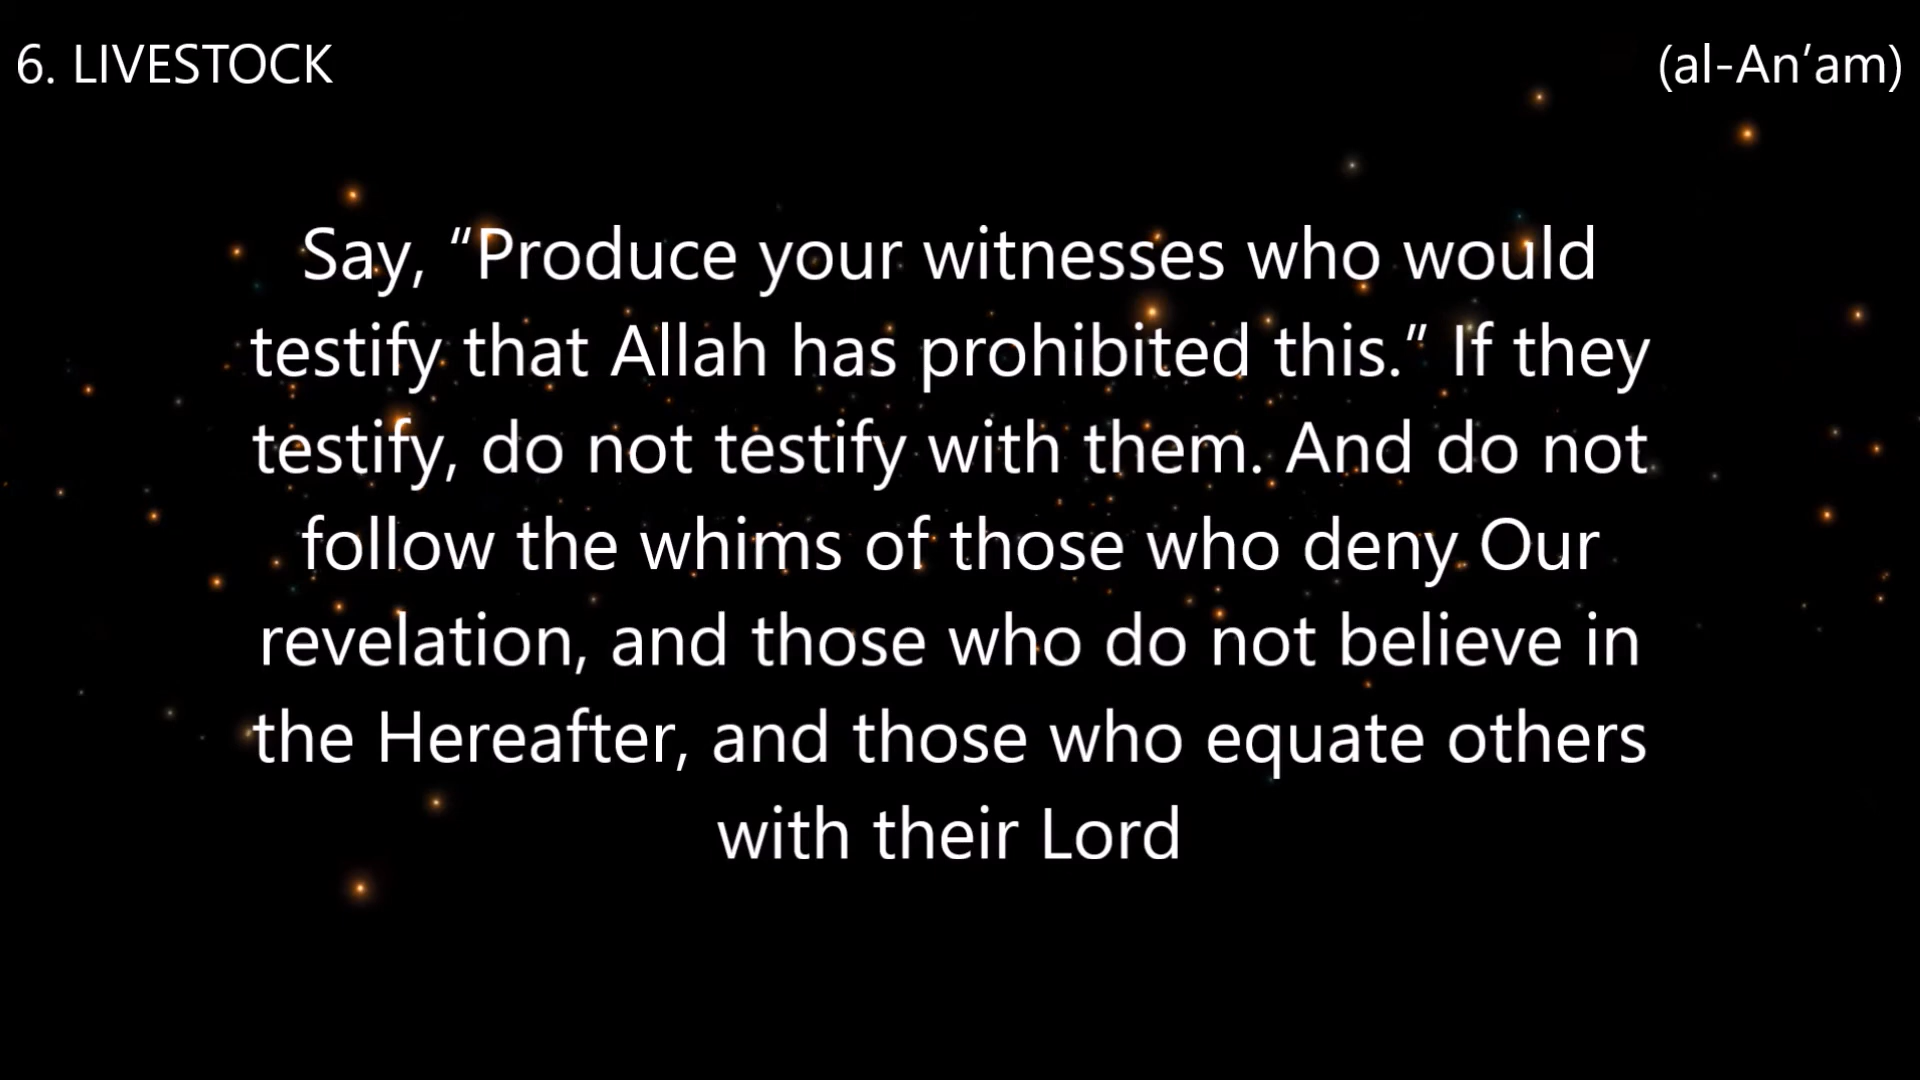 6. LIVESTOCK
(al-An’am)
Say, “Produce your witnesses who would
testify that Allah has prohibited this.” If they
testify, do not testify with them. And do not
follow the whims of those who deny Our
revelation, and those who do not believe in
the Hereafter, and those who equate others
with their Lord